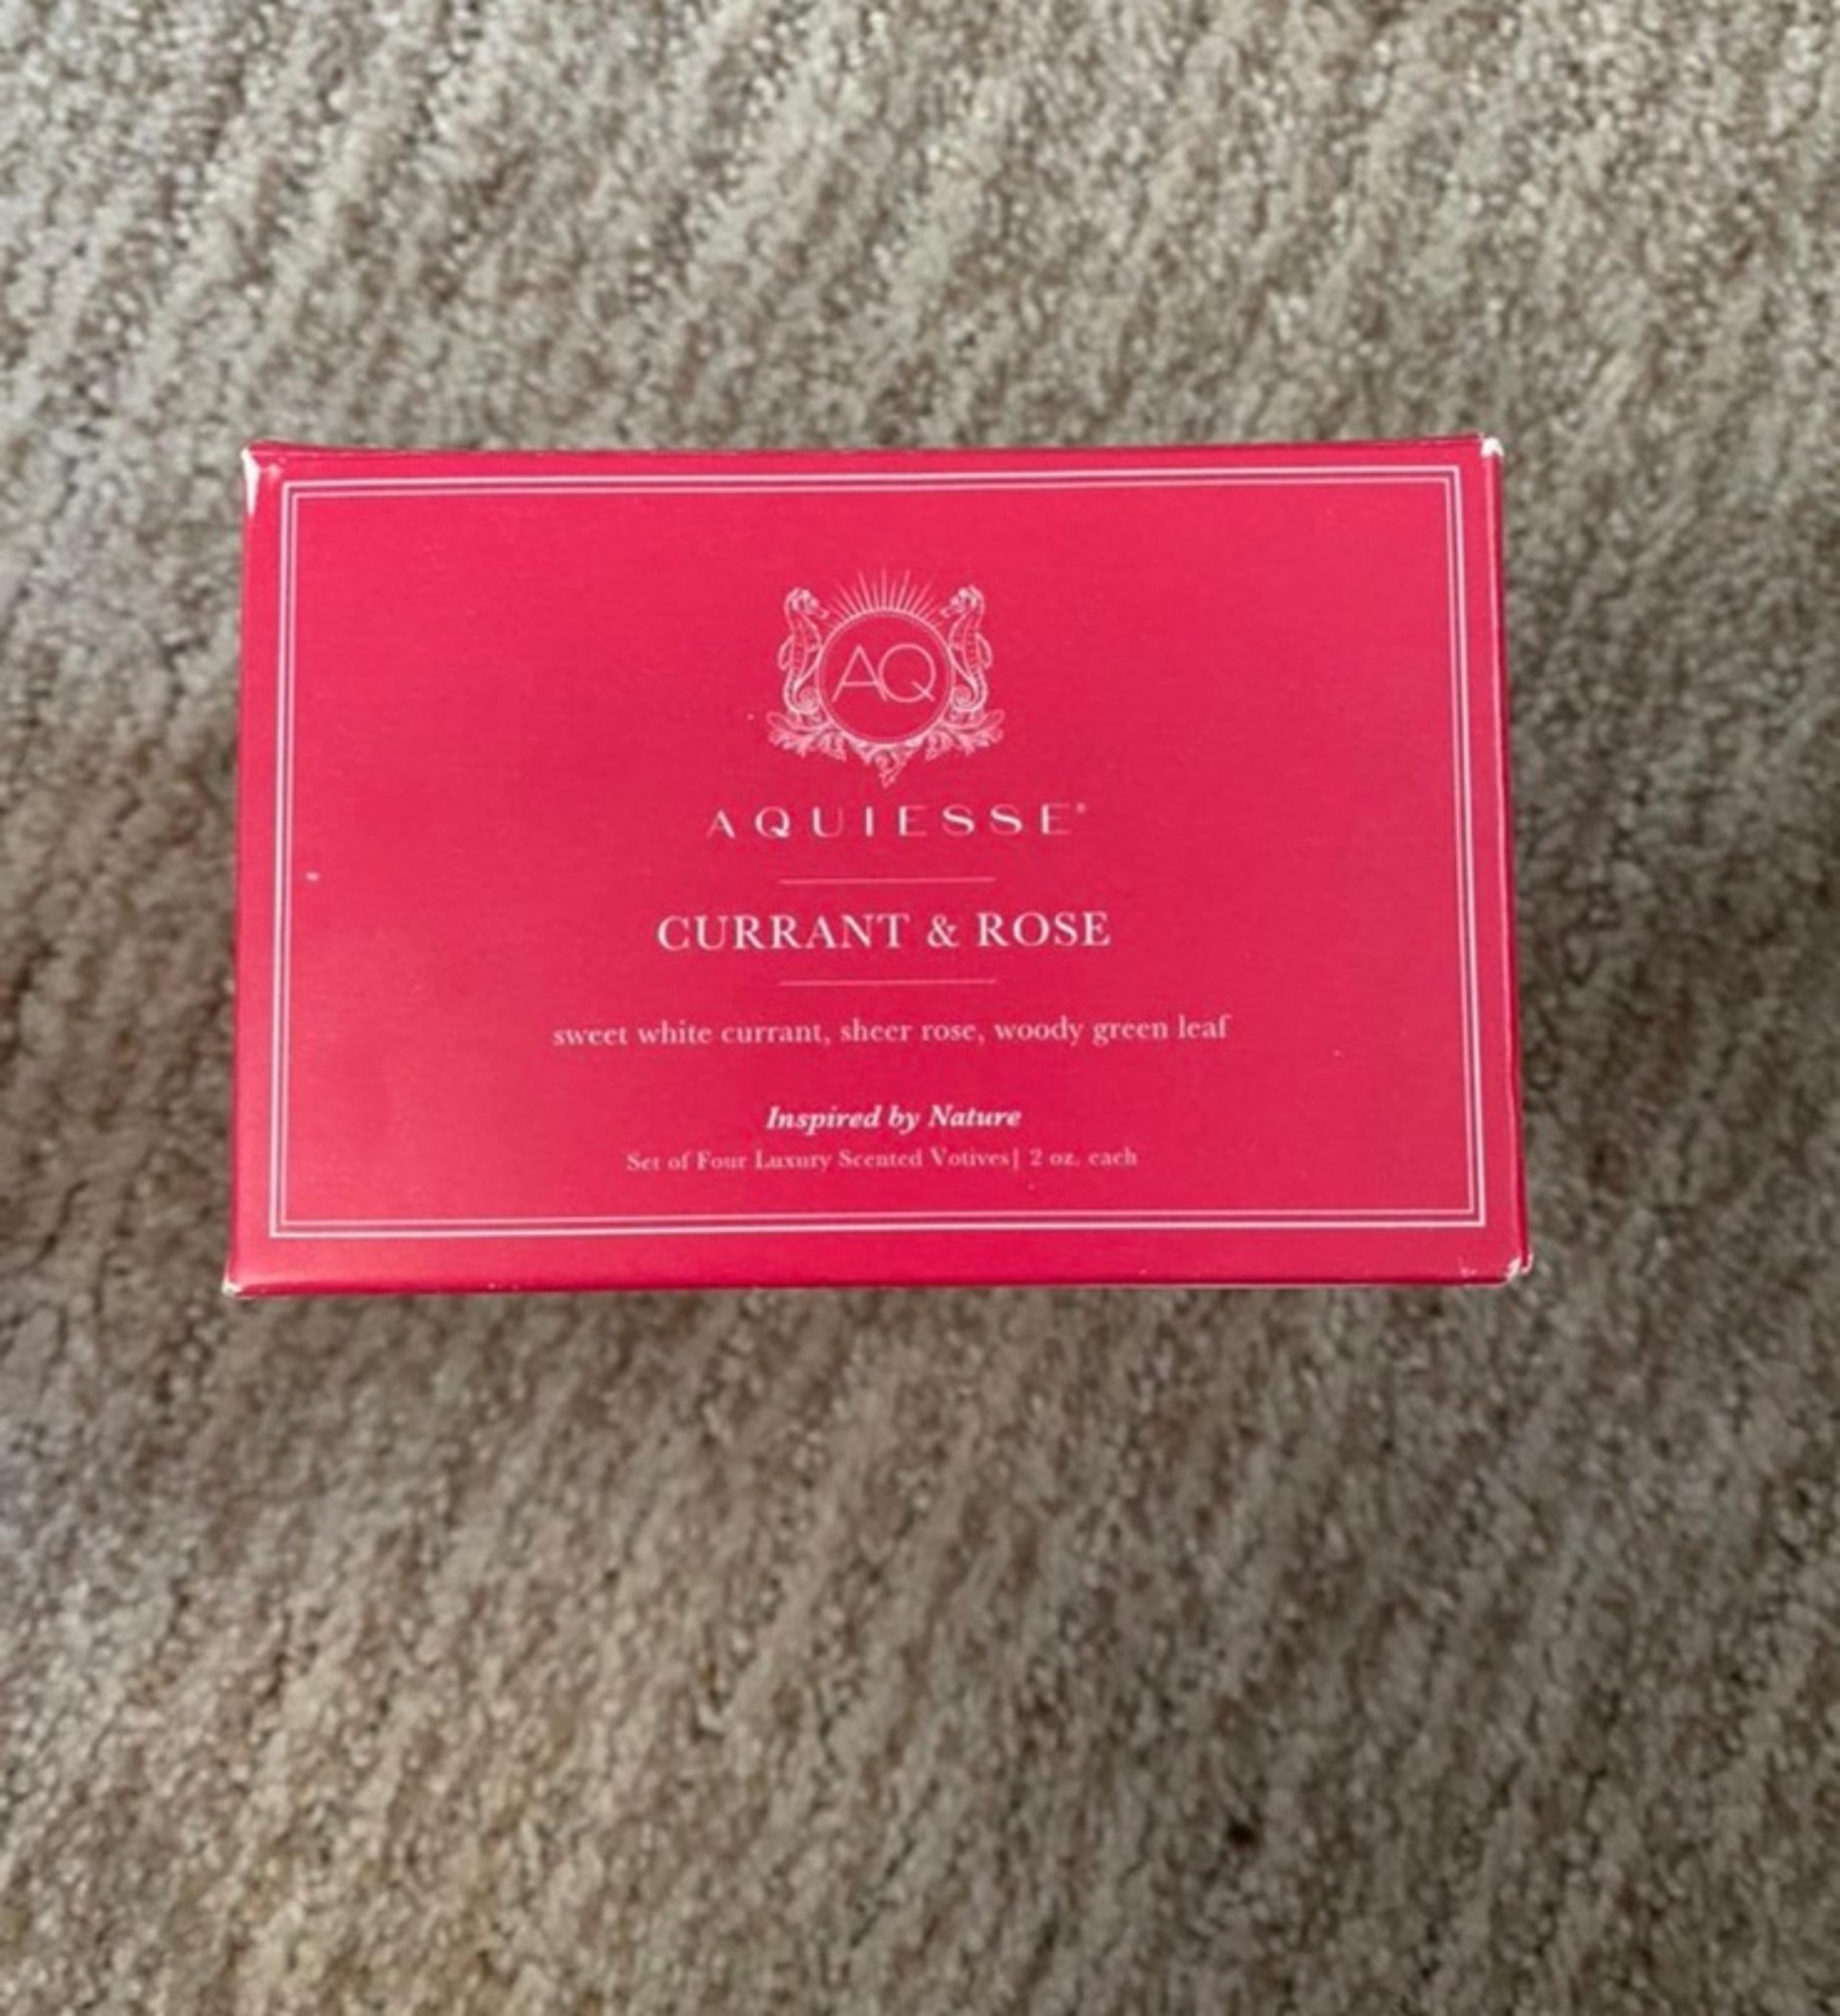 AQ
AQUIESSE®
CURRANT & ROSE
sweet white currant, sheer rose, woody green leaf
Inspired by Nature
Set of Four Luxury Scented Votives| 2 oz. each